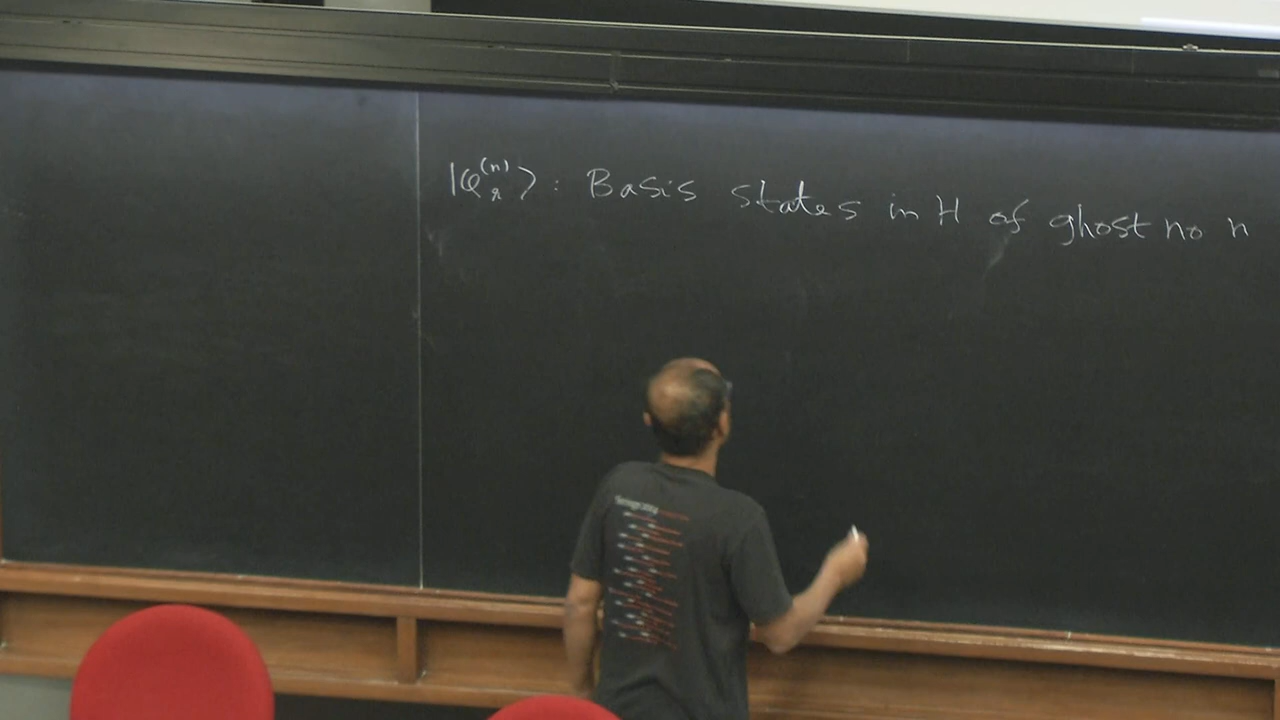 |φ_r^(n)⟩ : Basis states in H of ghost no n